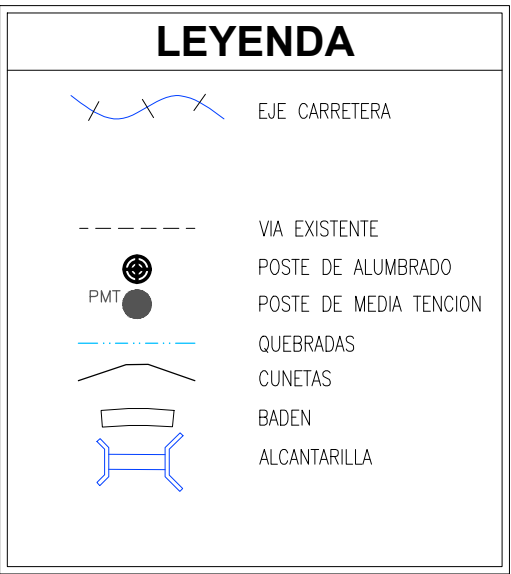 LEYENDA
EJE CARRETERA
VIA EXISTENTE
POSTE DE ALUMBRADO
PMT POSTE DE MEDIA TENCION
QUEBRADAS
CUNETAS
BADEN
ALCANTARILLA